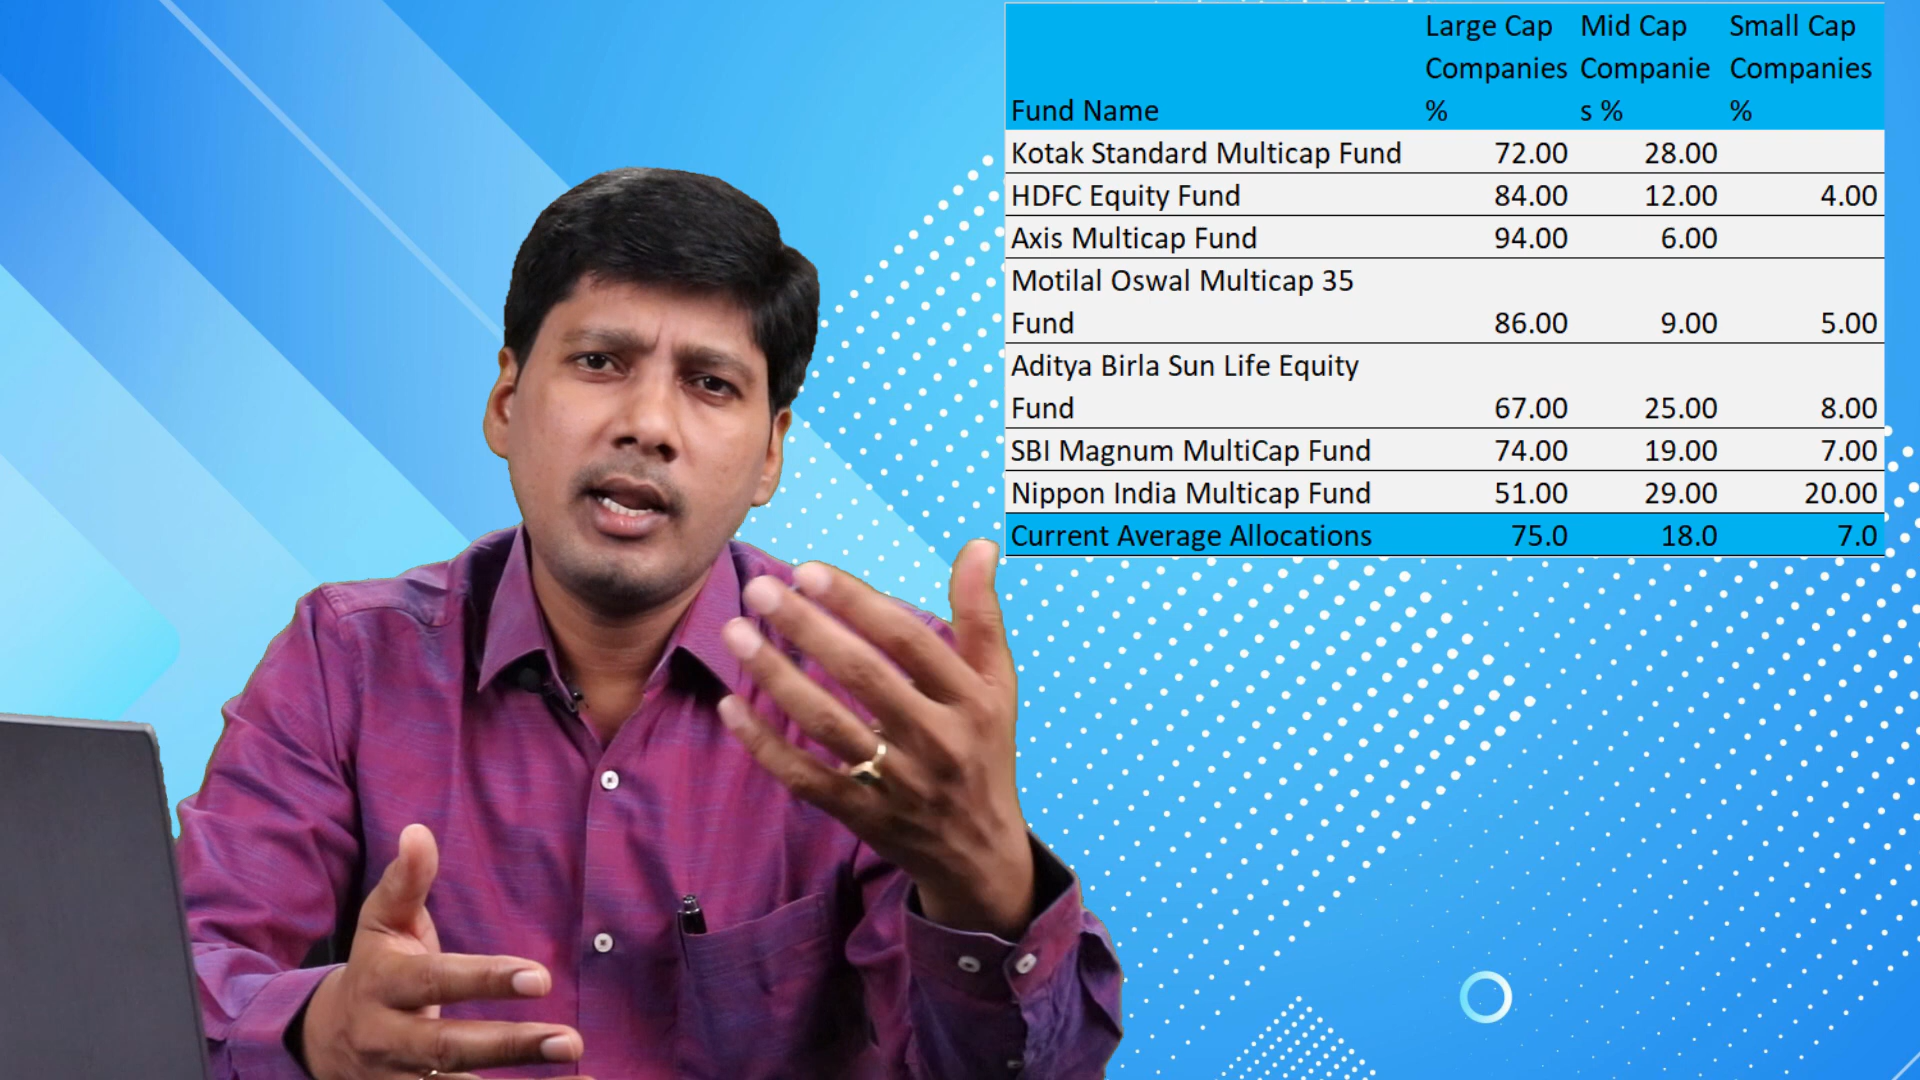 Large Cap Mid Cap Small Cap
Companies Companie Companies
Fund Name % s % %
Kotak Standard Multicap Fund 72.00 28.00
HDFC Equity Fund 84.00 12.00 4.00
Axis Multicap Fund 94.00 6.00
Motilal Oswal Multicap 35
Fund 86.00 9.00 5.00
Aditya Birla Sun Life Equity
Fund 67.00 25.00 8.00
SBI Magnum MultiCap Fund 74.00 19.00 7.00
Nippon India Multicap Fund 51.00 29.00 20.00
Current Average Allocations 75.0 18.0 7.0